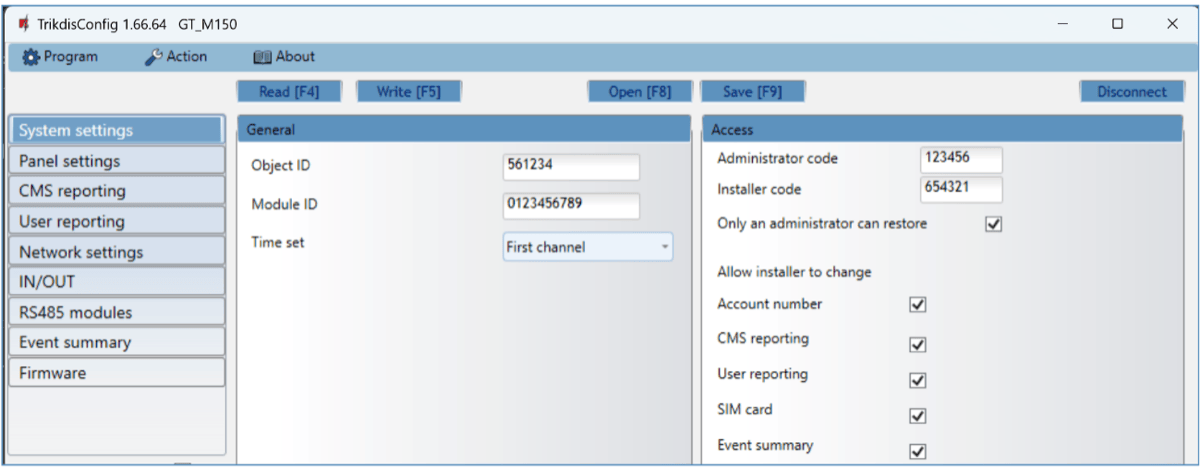 TrikdisConfig 1.66.64 GT_M150
Program Action About
Read [F4] Write [F5] Open [F8] Save [F9] Disconnect
System settings
Panel settings
CMS reporting
User reporting
Network settings
IN/OUT
RS485 modules
Event summary
Firmware
General
Object ID 561234
Module ID 0123456789
Time set First channel
Access
Administrator code 123456
Installer code 654321
Only an administrator can restore
Allow installer to change
Account number
CMS reporting
User reporting
SIM card
Event summary